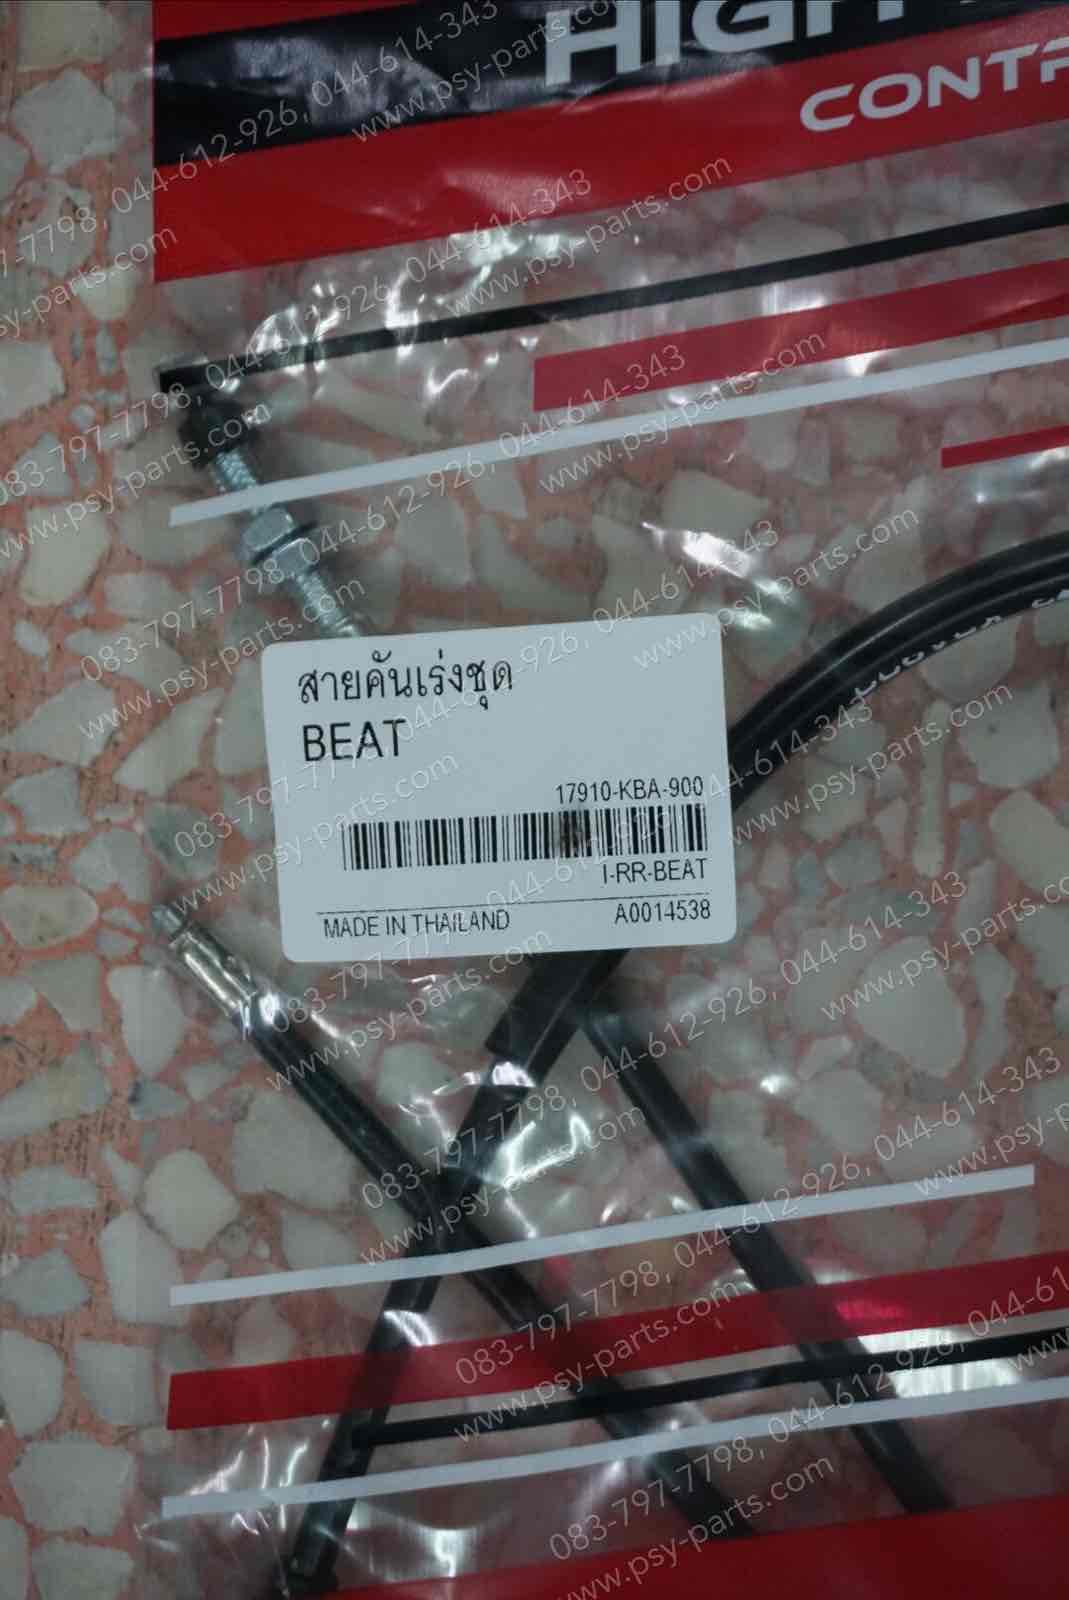 HIGH
CONTR
สายคันเร่งชุด
BEAT
17910-KBA-900
I-RR-BEAT
MADE IN THAILAND
A0014538
083-797-7798, 044-612-926, 044-614-343
www.psy-parts.com